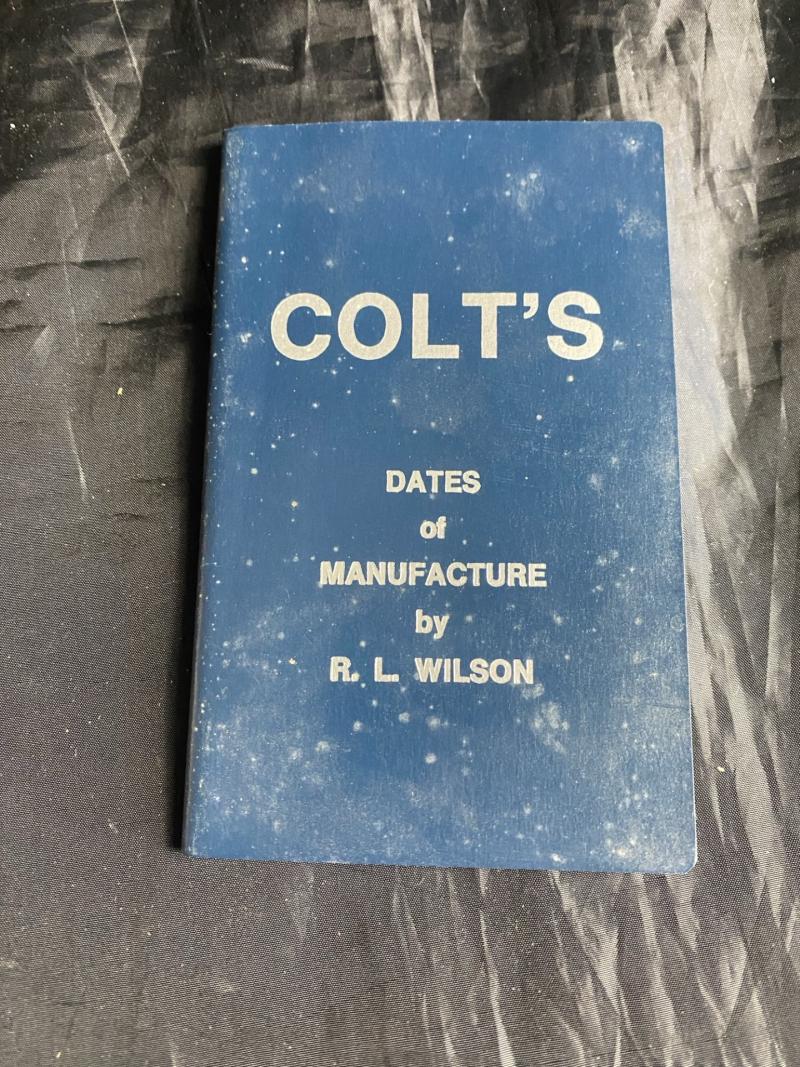 COLT'S
DATES
of
MANUFACTURE
by
R. L. WILSON